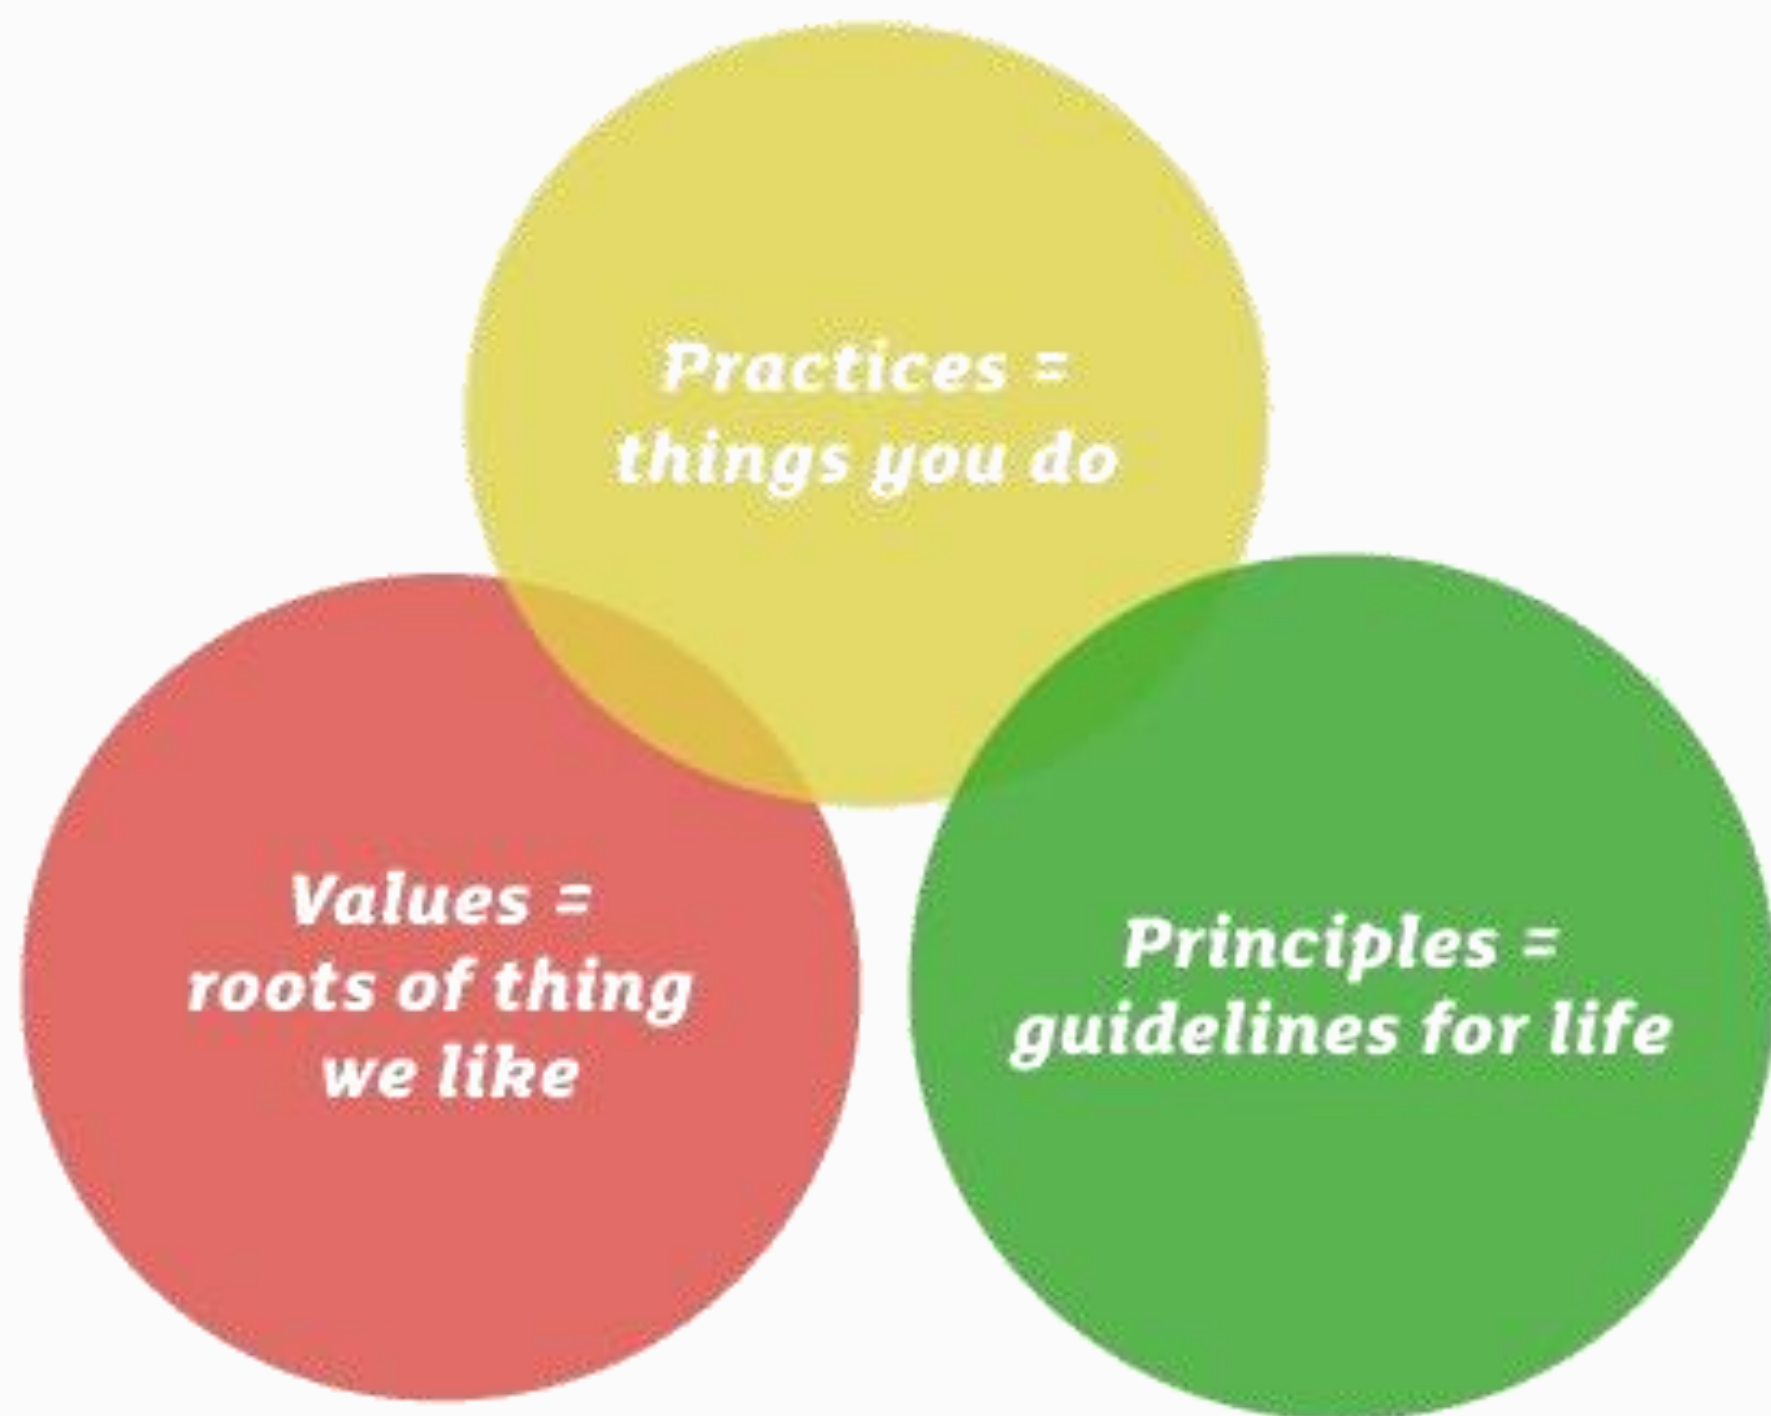 Practices =
things you do
Values =
roots of thing
we like
Principles =
guidelines for life